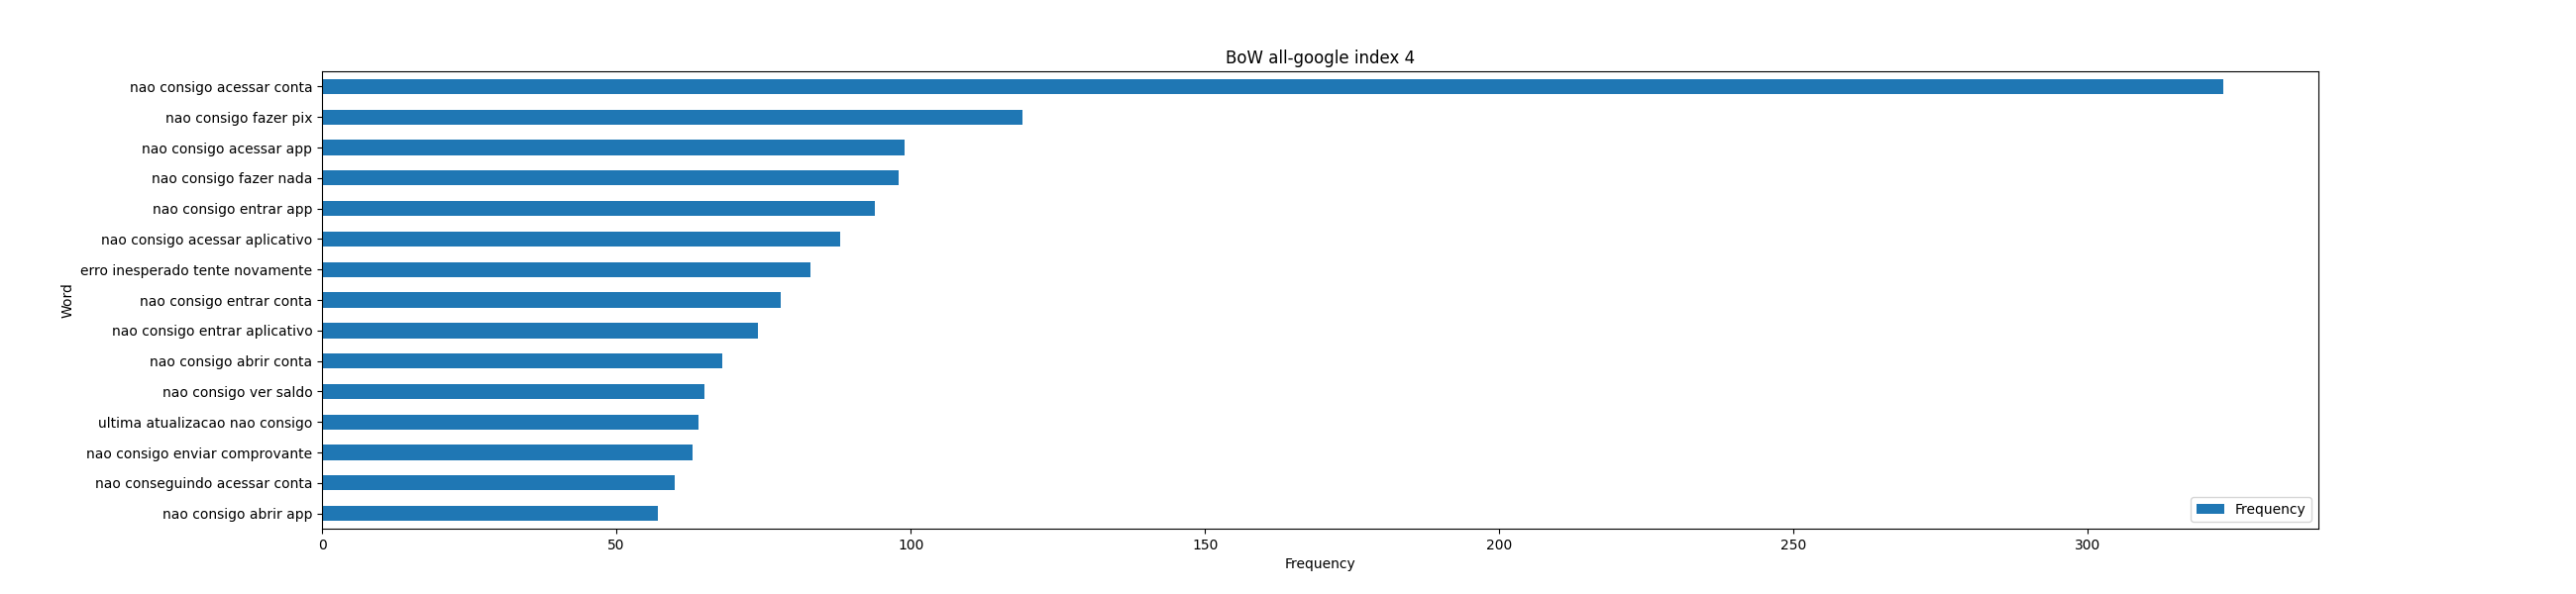 BoW all-google index 4
nao consigo acessar conta
nao consigo fazer pix
nao consigo acessar app
nao consigo fazer nada
nao consigo entrar app
nao consigo acessar aplicativo
erro inesperado tente novamente
nao consigo entrar conta
nao consigo entrar aplicativo
nao consigo abrir conta
nao consigo ver saldo
ultima atualizacao nao consigo
nao consigo enviar comprovante
nao conseguindo acessar conta
nao consigo abrir app
Word
Frequency
0 50 100 150 200 250 300
Frequency